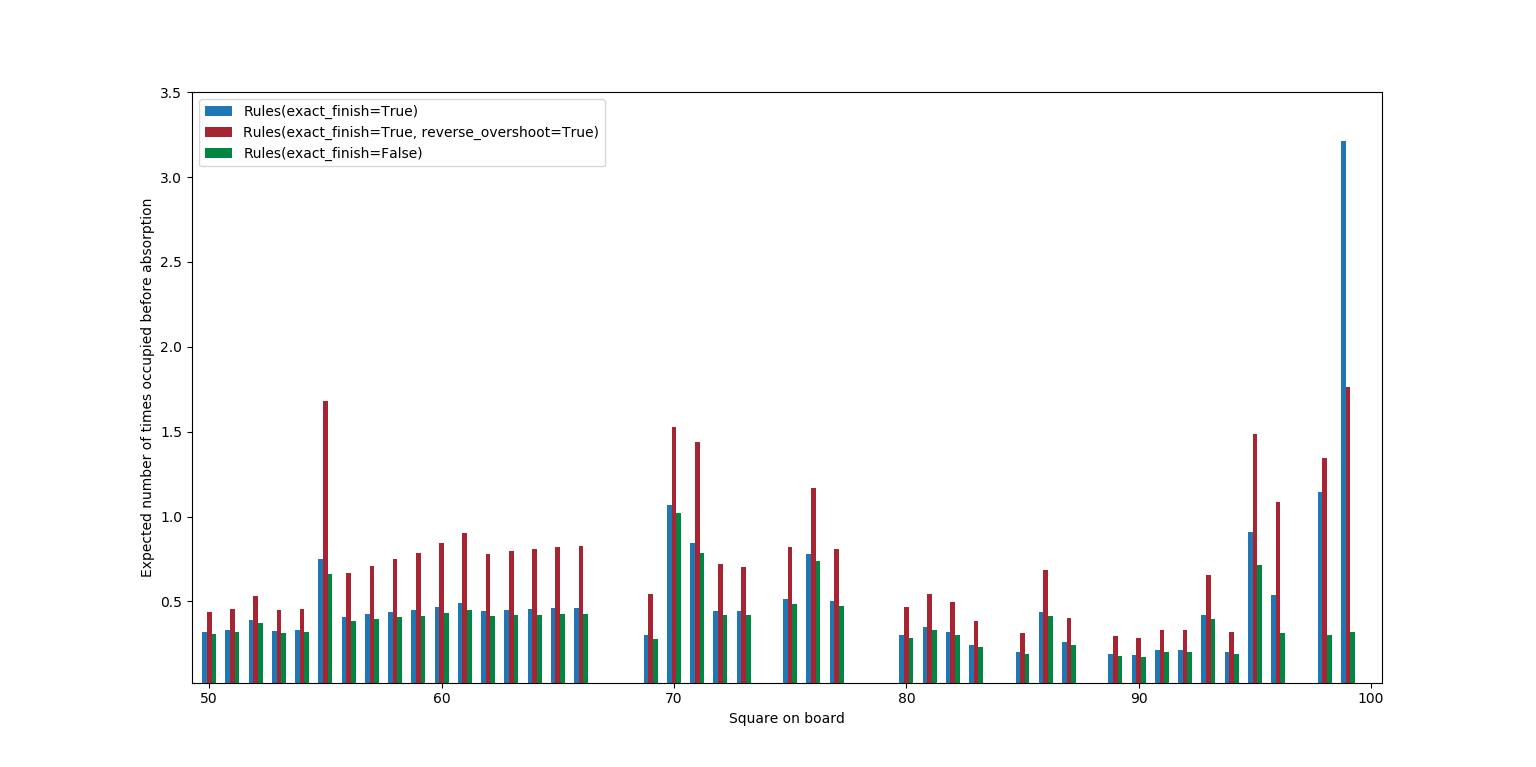 Rules(exact_finish=True)
Rules(exact_finish=True, reverse_overshoot=True)
Rules(exact_finish=False)
3.5
3.0
2.5
2.0
1.5
1.0
0.5
Expected number of times occupied before absorption
50
60
70
80
90
100
Square on board